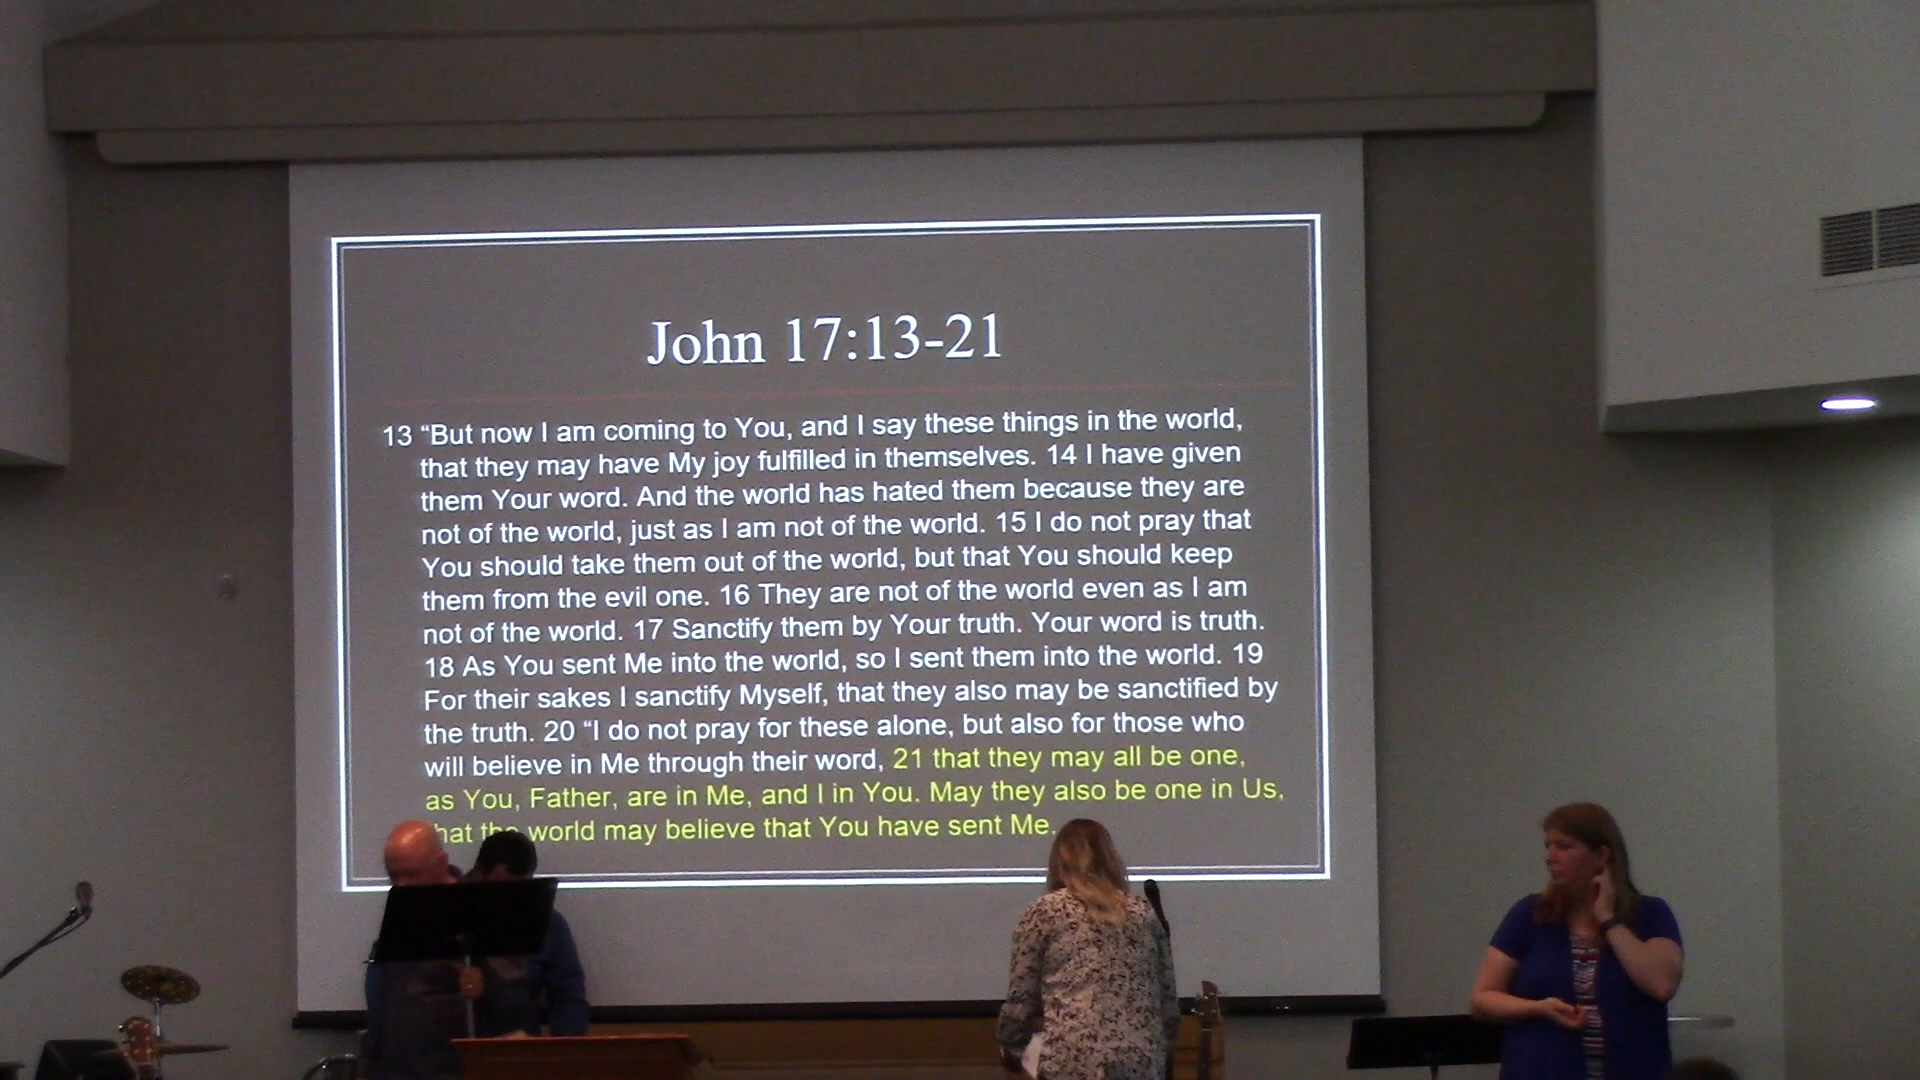 John 17:13-21
13 “But now I am coming to You, and I say these things in the world,
that they may have My joy fulfilled in themselves. 14 I have given
them Your word. And the world has hated them because they are
not of the world, just as I am not of the world. 15 I do not pray that
You should take them out of the world, but that You should keep
them from the evil one. 16 They are not of the world even as I am
not of the world. 17 Sanctify them by Your truth. Your word is truth.
18 As You sent Me into the world, so I sent them into the world. 19
For their sakes I sanctify Myself, that they also may be sanctified by
the truth. 20 “I do not pray for these alone, but also for those who
will believe in Me through their word, 21 that they may all be one,
as You, Father, are in Me, and I in You. May they also be one in Us,
that the world may believe that You have sent Me.